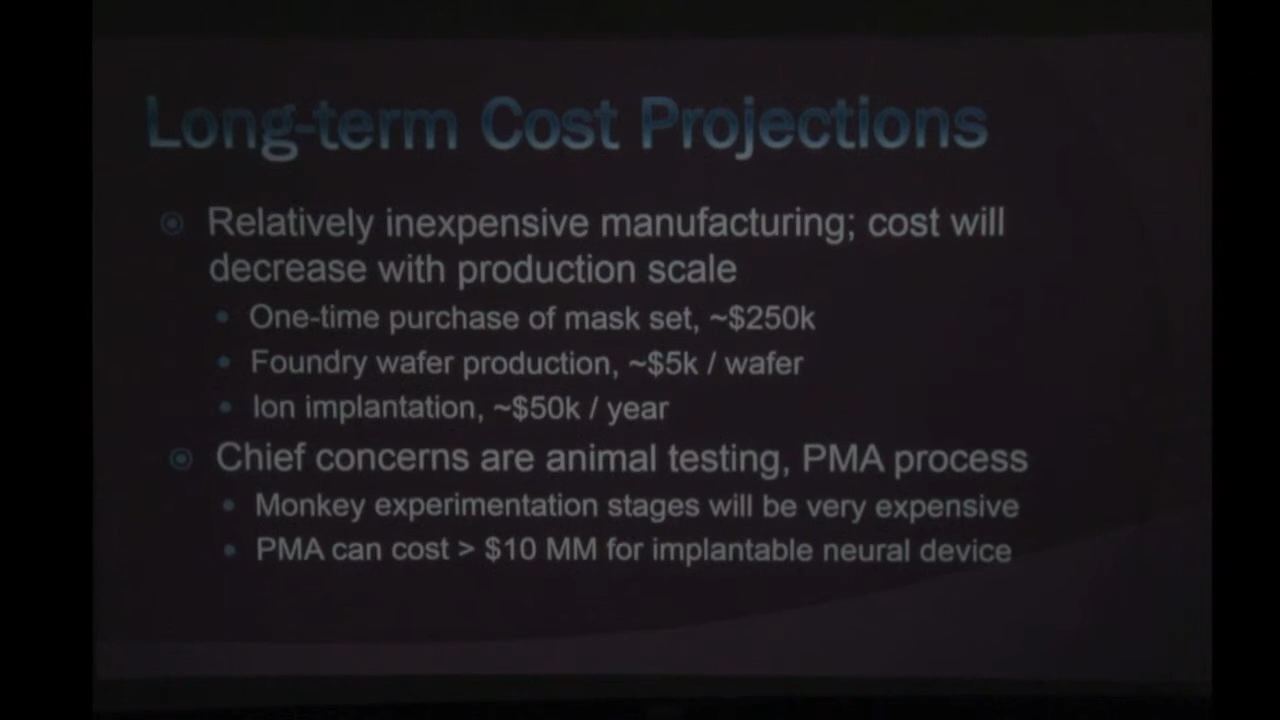 Long-term Cost Projections
Relatively inexpensive manufacturing; cost will
decrease with production scale
One-time purchase of mask set, ~$250k
Foundry wafer production, ~$5k / wafer
Ion implantation, ~$50k / year
Chief concerns are animal testing, PMA process
Monkey experimentation stages will be very expensive
PMA can cost > $10 MM for implantable neural device